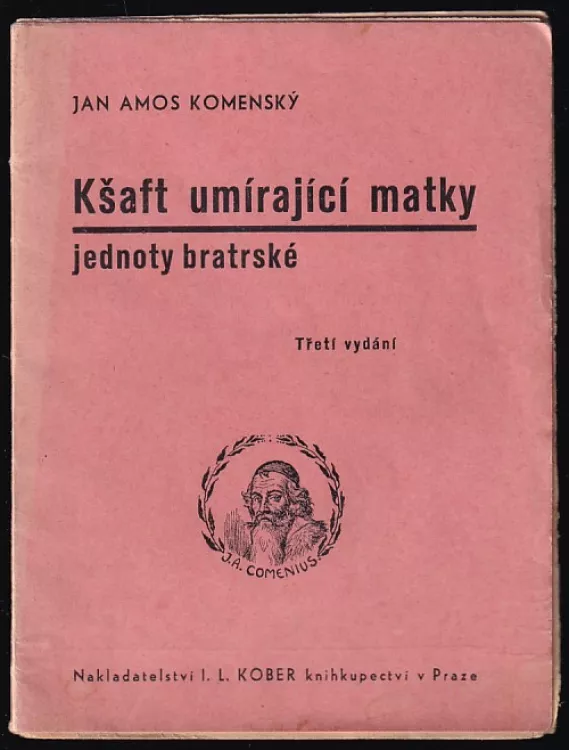 JAN AMOS KOMENSKÝ
Kšaft umírající matky
jednoty bratrské
Třetí vydání
J.A. COMENIUS.
Nakladatelství I. L. KOBER knihkupectví v Praze